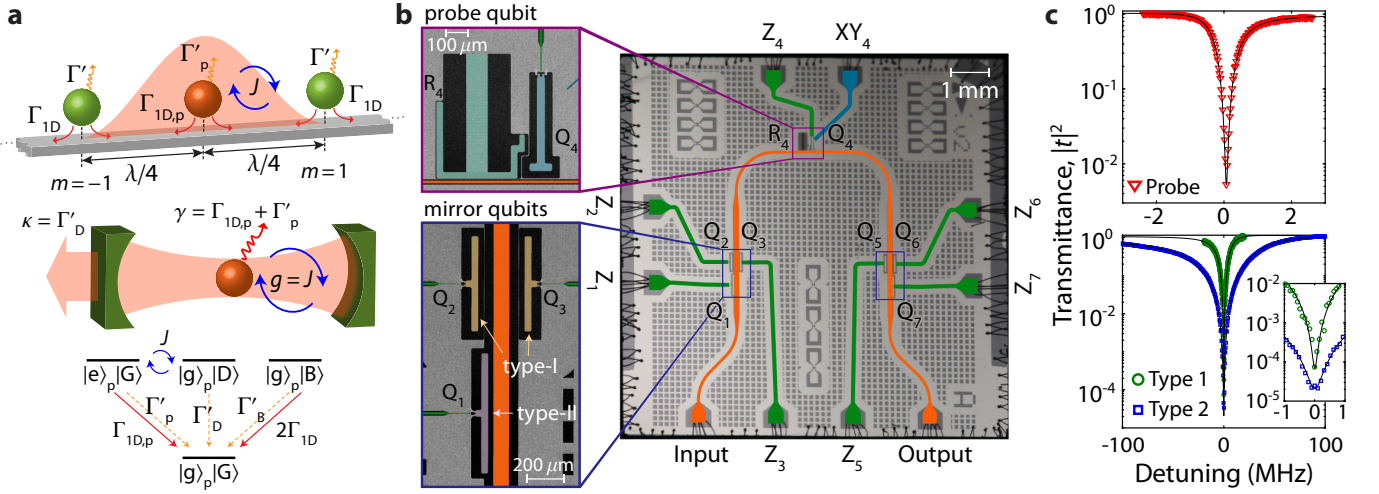 a
Γ′
Γ′p
Γ′
J
Γ1D
Γ1D,p
Γ1D
λ/4
λ/4
m = −1
m = 1
κ = Γ′D
γ = Γ1D,p + Γ′p
g = J
J
|e⟩p|G⟩
|g⟩p|D⟩
|g⟩p|B⟩
Γ′p
Γ′D
Γ′B
Γ1D,p
2Γ1D
|g⟩p|G⟩
b
probe qubit
100 μm
R4
Q4
mirror qubits
Q2
Q3
type-I
Q1
type-II
200 μm
Z4
XY4
1 mm
R4
Q4
Z2
Z6
Q2
Q3
Q5
Q6
Z1
Z7
Q1
Q7
Input
Z3
Z5
Output
c
Transmittance, |t|²
10⁰
10⁻¹
10⁻²
Probe
-2
0
2
10⁰
10⁻²
10⁻⁴
Type 1
Type 2
10⁻²
10⁻³
10⁻⁴
10⁻⁵
-1
0
1
-100
0
100
Detuning (MHz)